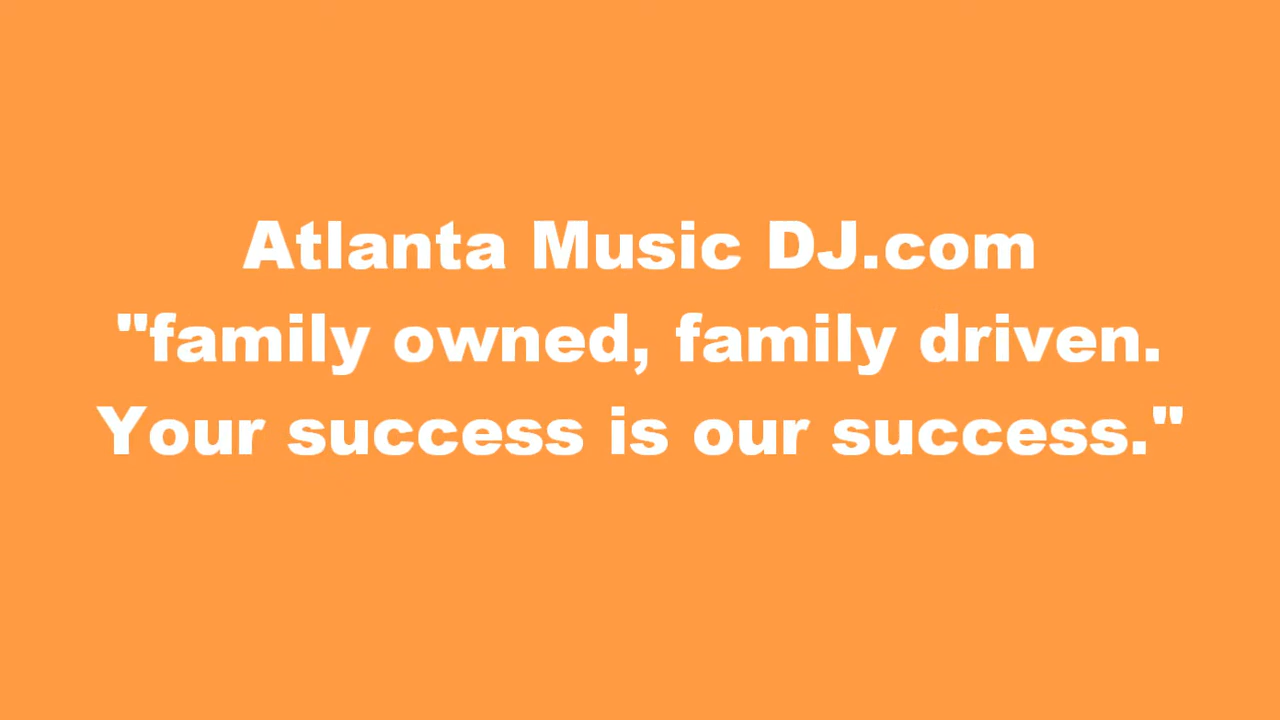 Atlanta Music DJ.com
"family owned, family driven.
Your success is our success."